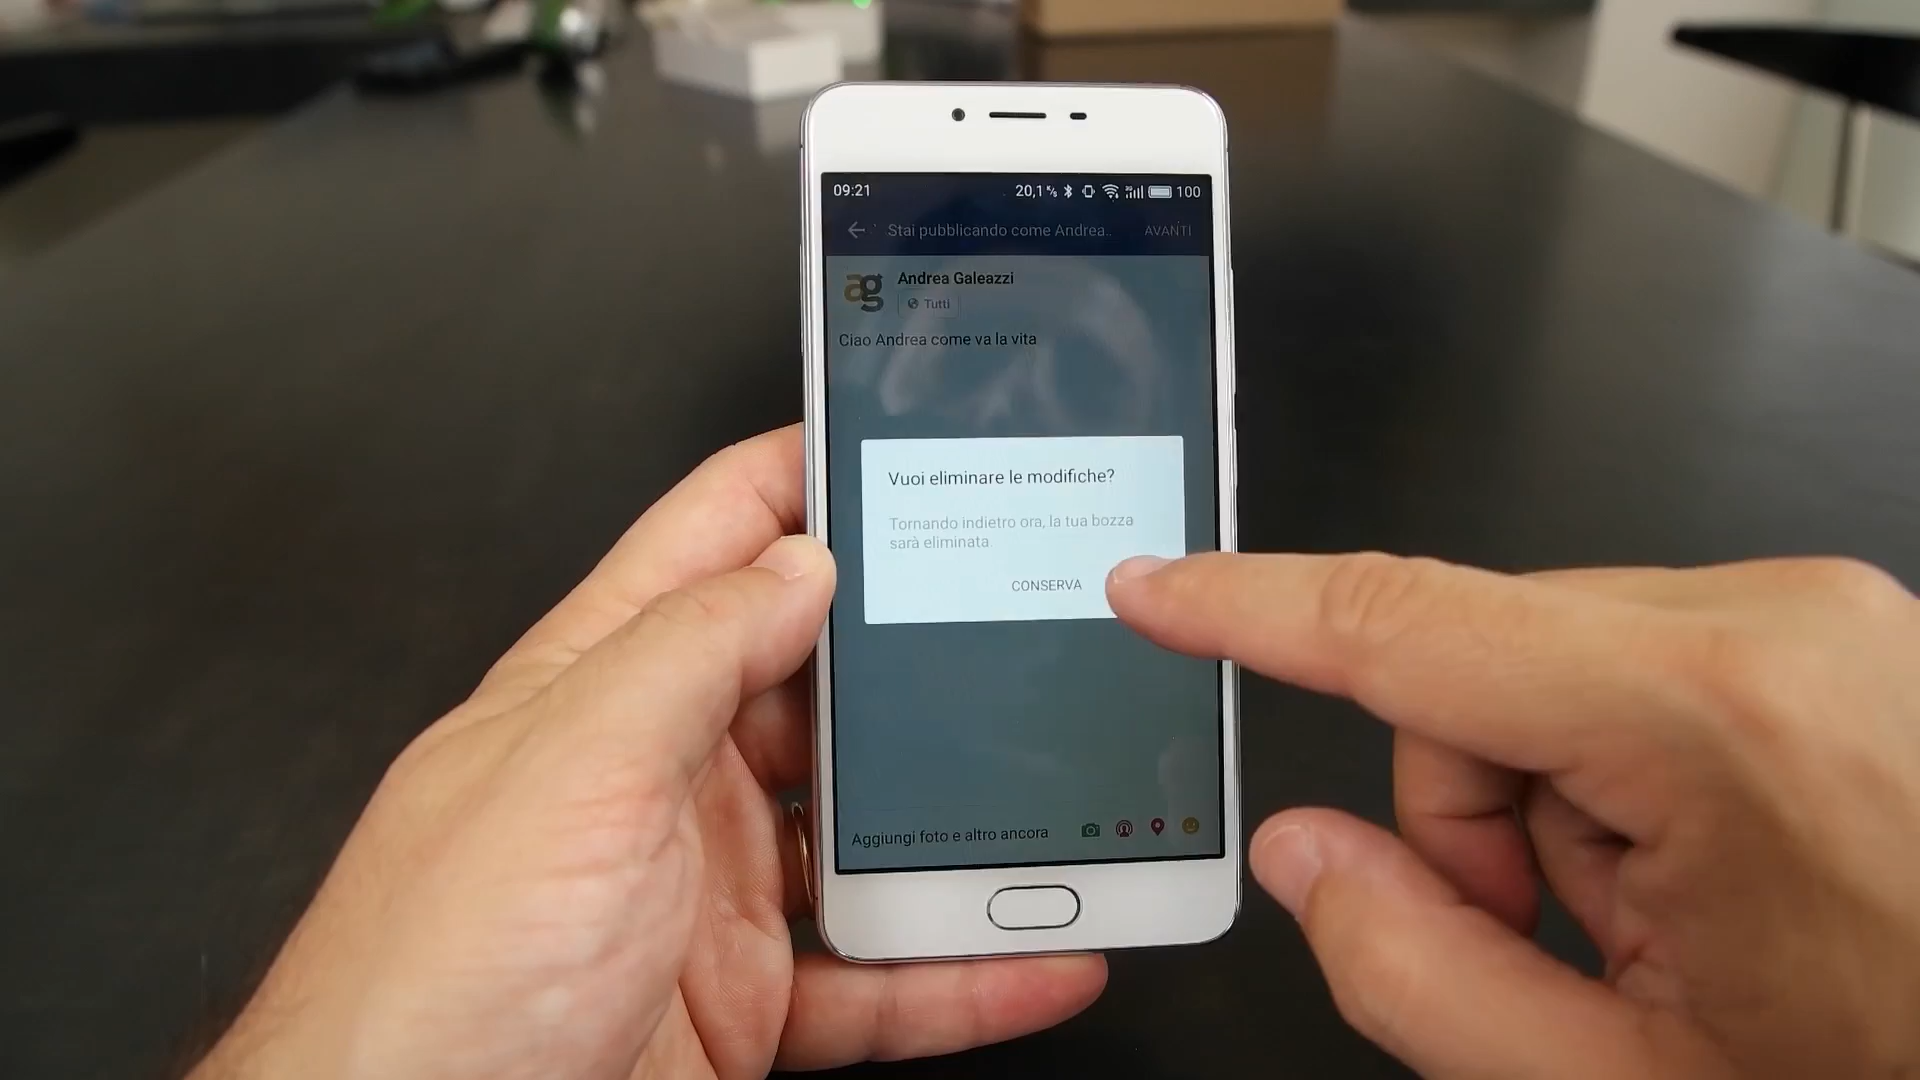 09:21 20,1 K/s 100
Stai pubblicando come Andrea.. AVANTI
ag
Andrea Galeazzi
Tutti
Ciao Andrea come va la vita
Vuoi eliminare le modifiche?
Tornando indietro ora, la tua bozza
sarà eliminata.
CONSERVA
Aggiungi foto e altro ancora